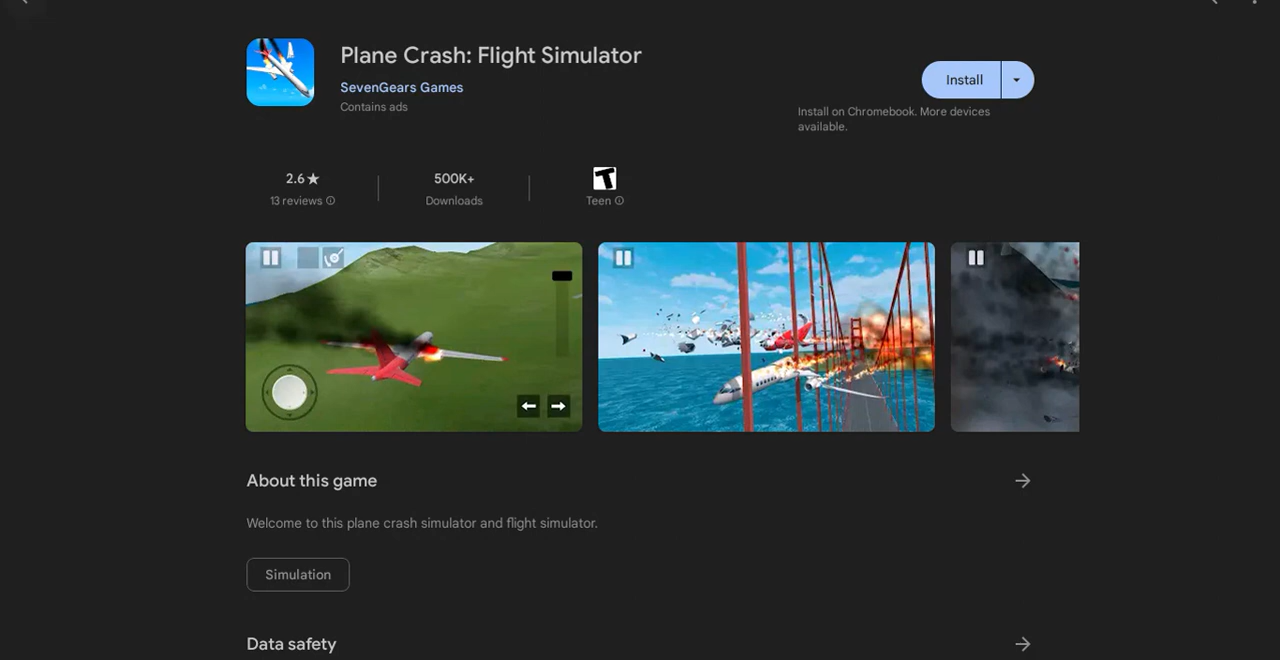 Plane Crash: Flight Simulator
SevenGears Games
Contains ads
Install
Install on Chromebook. More devices
available.
2.6★
13 reviews
500K+
Downloads
T
Teen
About this game
Welcome to this plane crash simulator and flight simulator.
Simulation
Data safety